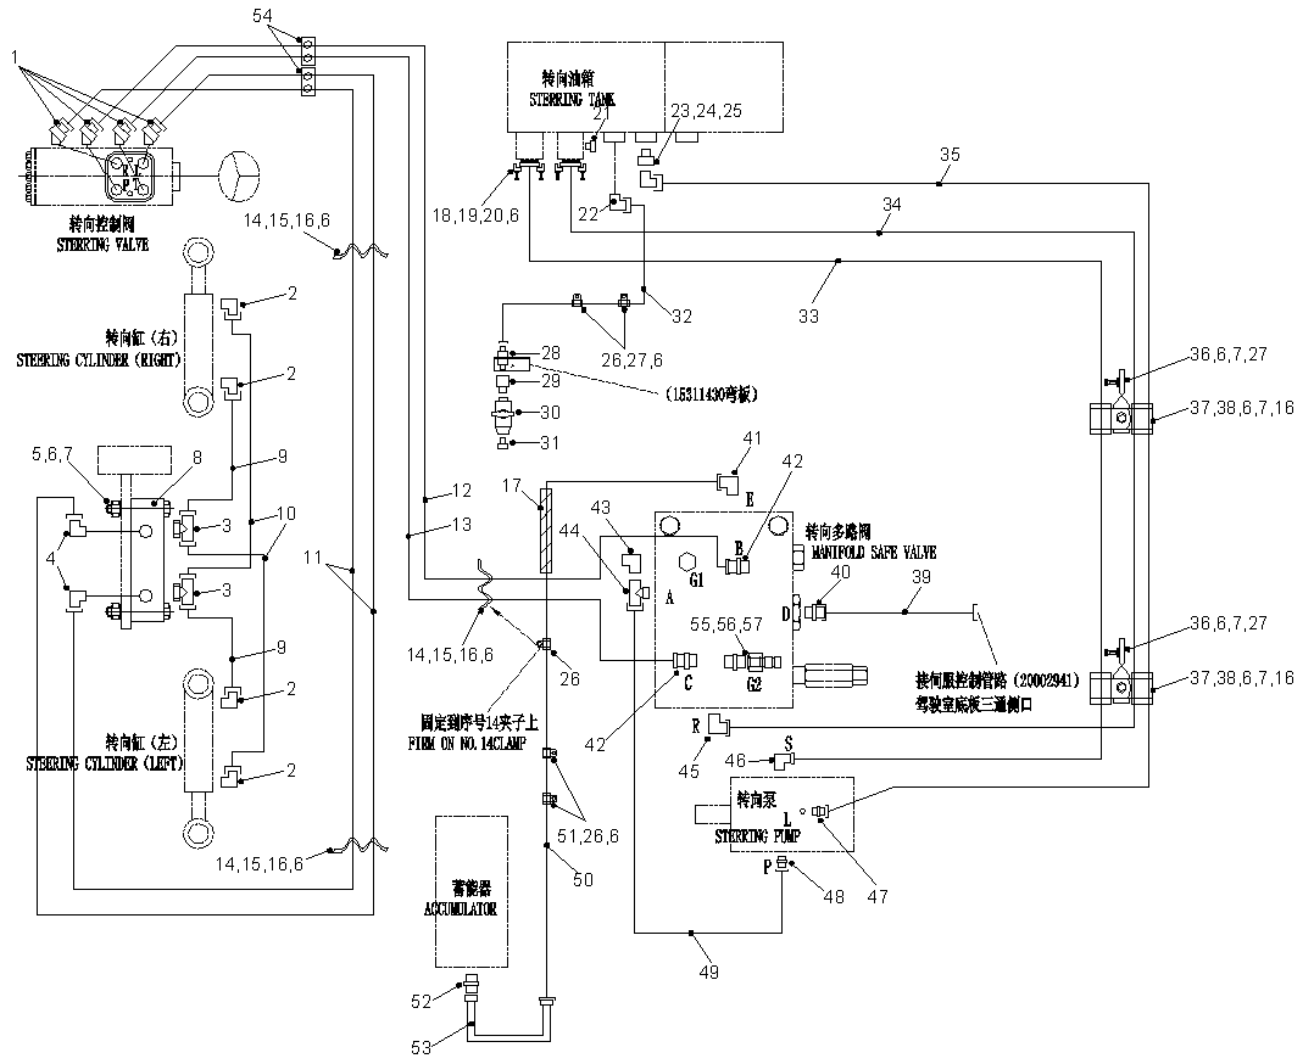 54
1
转向油箱
STERRING TANK
21
23,24,25
35
18,19,20,6
22
34
R L
P T
转向控制阀
STERRING VALVE
14,15,16,6
2
33
32
转向缸(右)
STEERING CYLINDER(RIGHT)
28
26,27,6
36,6,7,27
2
29
(15311430弯板)
30
37,38,6,7,16
31
41
5,6,7
8
9
42
17
12
E
43
3
10
13
44
转向多路阀
MANIFOLD SAFE VALVE
B
4
11
G1
40
39
3
A
D
55,56,57
36,6,7,27
9
14,15,16,6
26
C
G2
接伺服控制管路(20002941)
驾驶室底板三通侧口
37,38,6,7,16
2
固定到序号14夹子上
FIRM ON NO.14CLAMP
R
42
45
S
46
转向缸(左)
STEERING CYLINDER(LEFT)
2
转向泵
L
STERRING PUMP
51,26,6
14,15,16,6
50
P
48
47
蓄能器
ACCUMULATOR
49
52
53